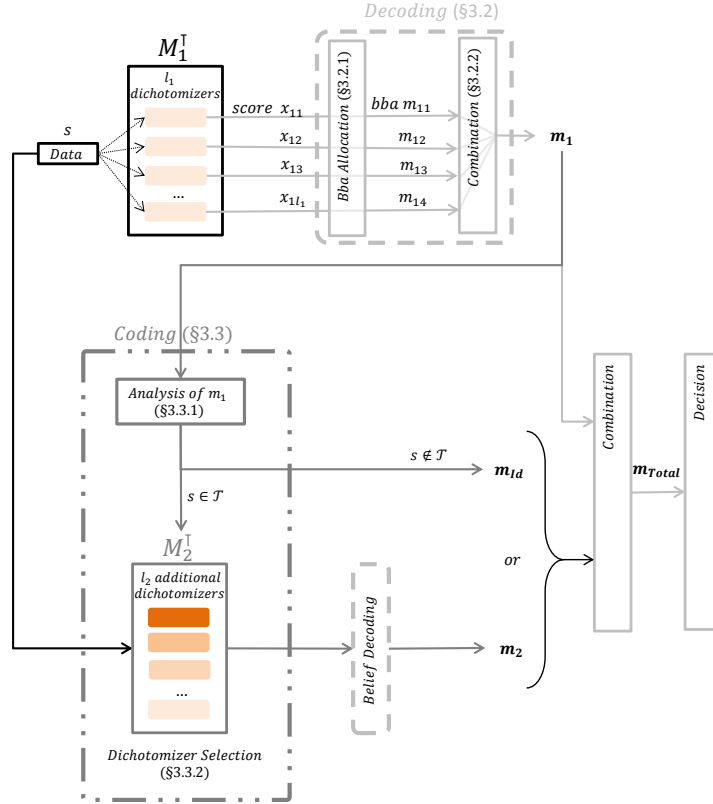 Decoding (§3.2)
M₁ᵀ
l₁
dichotomizers
s
Data
...
score x₁₁
x₁₂
x₁₃
x₁ₗ₁
Bba Allocation (§3.2.1)
bba m₁₁
m₁₂
m₁₃
m₁₄
Combination (§3.2.2)
m₁
Coding (§3.3)
Analysis of m₁
(§3.3.1)
s ∉ 𝒯
m_Id
s ∈ 𝒯
M₂ᵀ
l₂ additional
dichotomizers
...
Dichotomizer Selection
(§3.3.2)
Belief Decoding
or
m₂
Combination
m_Total
Decision